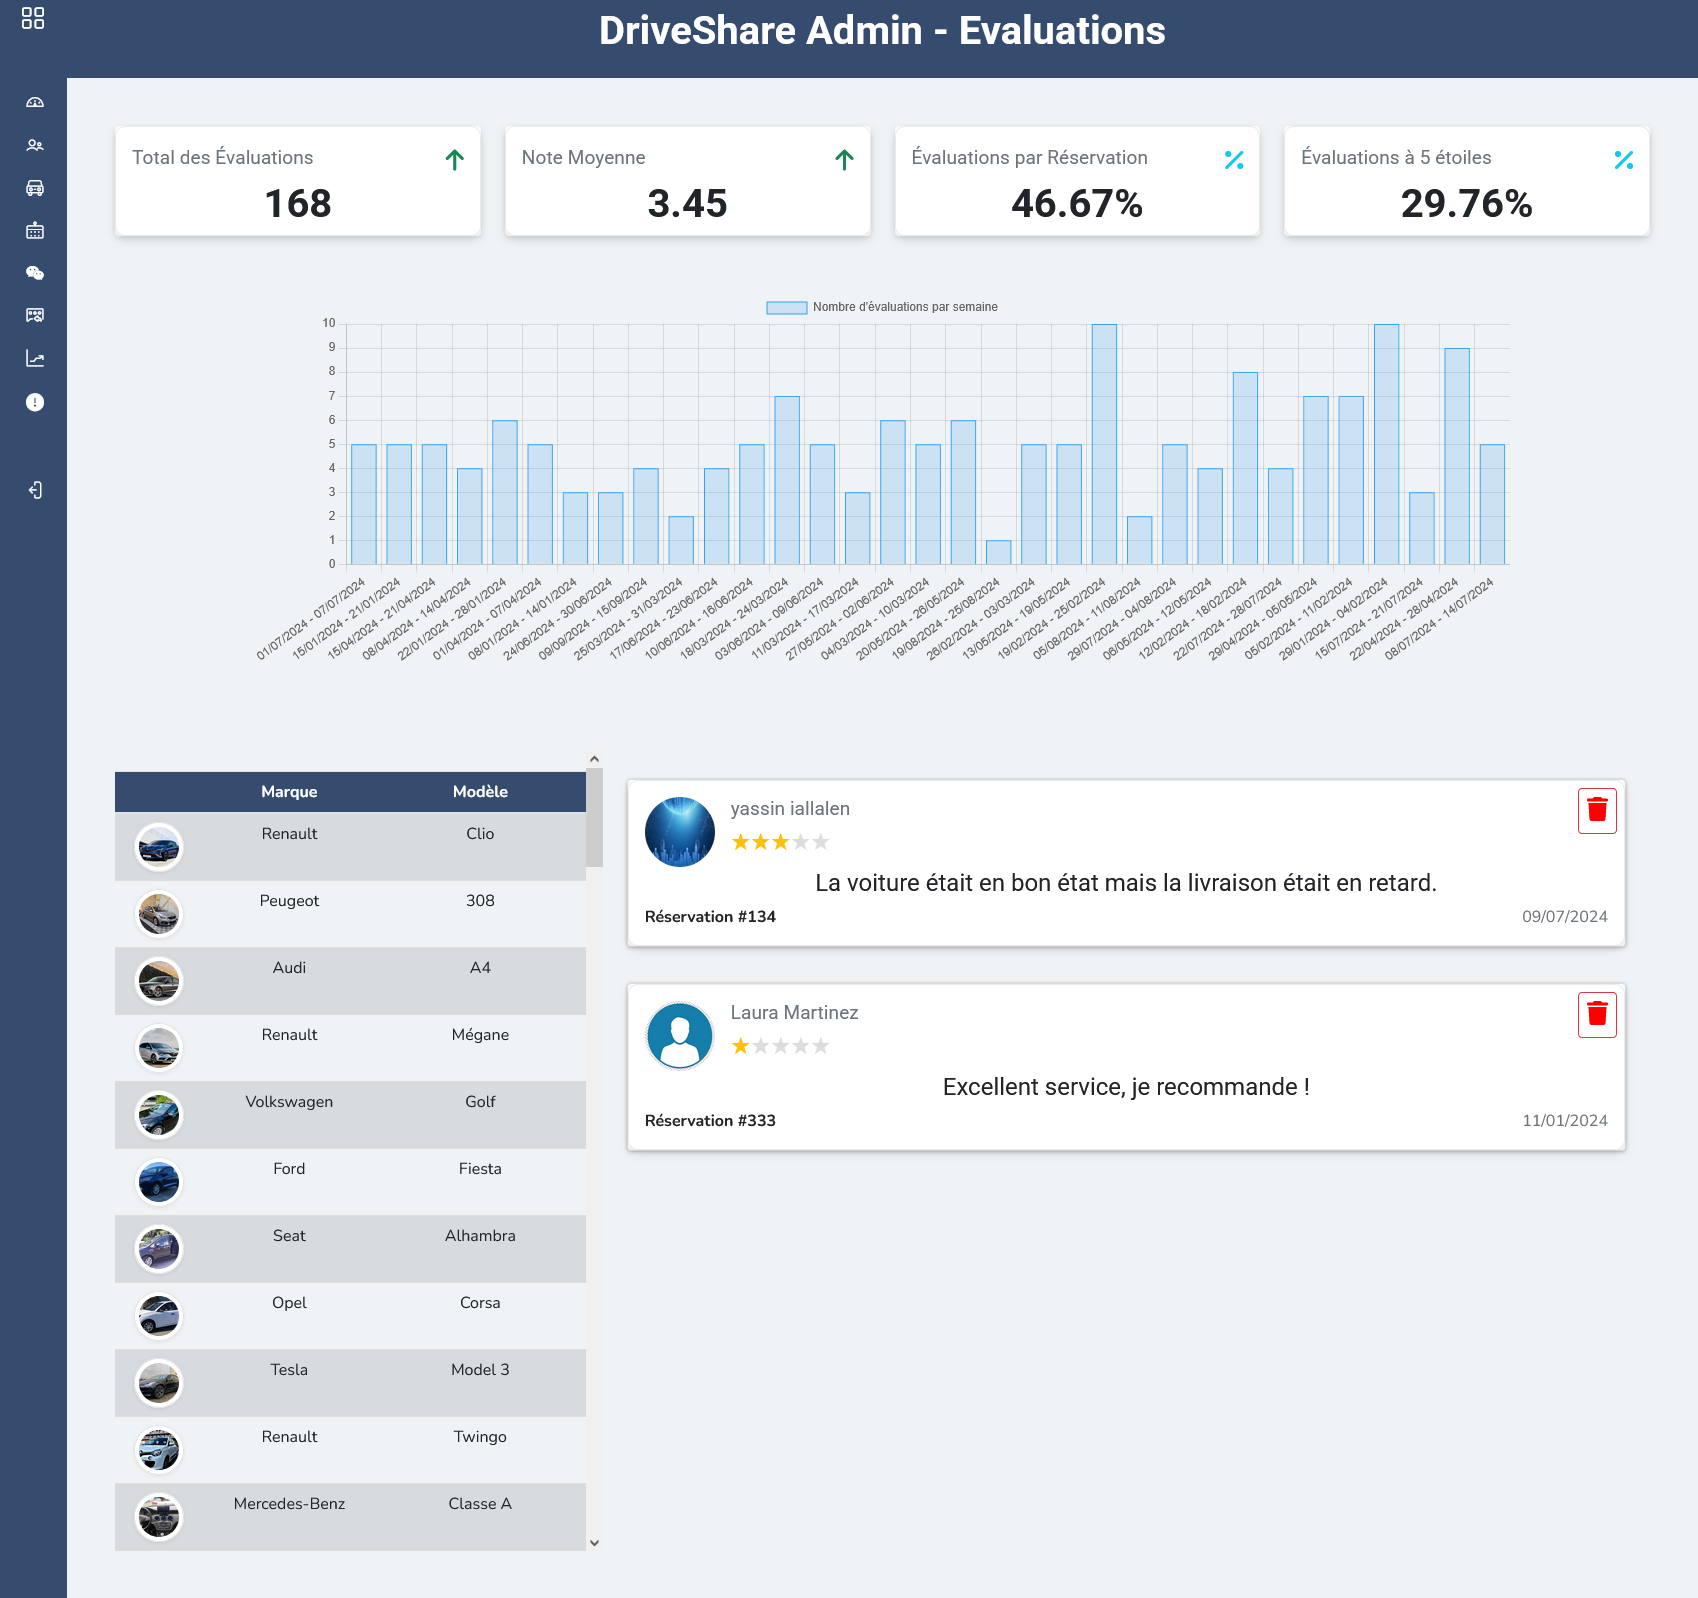 DriveShare Admin - Evaluations
Total des Évaluations
168
Note Moyenne
3.45
Évaluations par Réservation
46.67%
Évaluations à 5 étoiles
29.76%
Nombre d'évaluations par semaine
10
9
8
7
6
5
4
3
2
1
0
01/07/2024 - 07/07/2024
15/01/2024 - 21/01/2024
15/04/2024 - 21/04/2024
08/04/2024 - 14/04/2024
22/01/2024 - 28/01/2024
01/04/2024 - 07/04/2024
08/01/2024 - 14/01/2024
24/06/2024 - 30/06/2024
09/09/2024 - 15/09/2024
25/03/2024 - 31/03/2024
17/06/2024 - 23/06/2024
10/06/2024 - 16/06/2024
18/03/2024 - 24/03/2024
03/06/2024 - 09/06/2024
11/03/2024 - 17/03/2024
27/05/2024 - 02/06/2024
04/03/2024 - 10/03/2024
20/05/2024 - 26/05/2024
19/08/2024 - 25/08/2024
26/02/2024 - 03/03/2024
13/05/2024 - 19/05/2024
19/02/2024 - 25/02/2024
05/08/2024 - 11/08/2024
29/07/2024 - 04/08/2024
06/05/2024 - 12/05/2024
12/02/2024 - 18/02/2024
22/07/2024 - 28/07/2024
29/04/2024 - 05/05/2024
05/02/2024 - 11/02/2024
29/01/2024 - 04/02/2024
15/07/2024 - 21/07/2024
22/04/2024 - 28/04/2024
08/07/2024 - 14/07/2024
Marque Modèle
Renault Clio
Peugeot 308
Audi A4
Renault Mégane
Volkswagen Golf
Ford Fiesta
Seat Alhambra
Opel Corsa
Tesla Model 3
Renault Twingo
Mercedes-Benz Classe A
yassin iallalen
La voiture était en bon état mais la livraison était en retard.
Réservation #134 09/07/2024
Laura Martinez
Excellent service, je recommande !
Réservation #333 11/01/2024